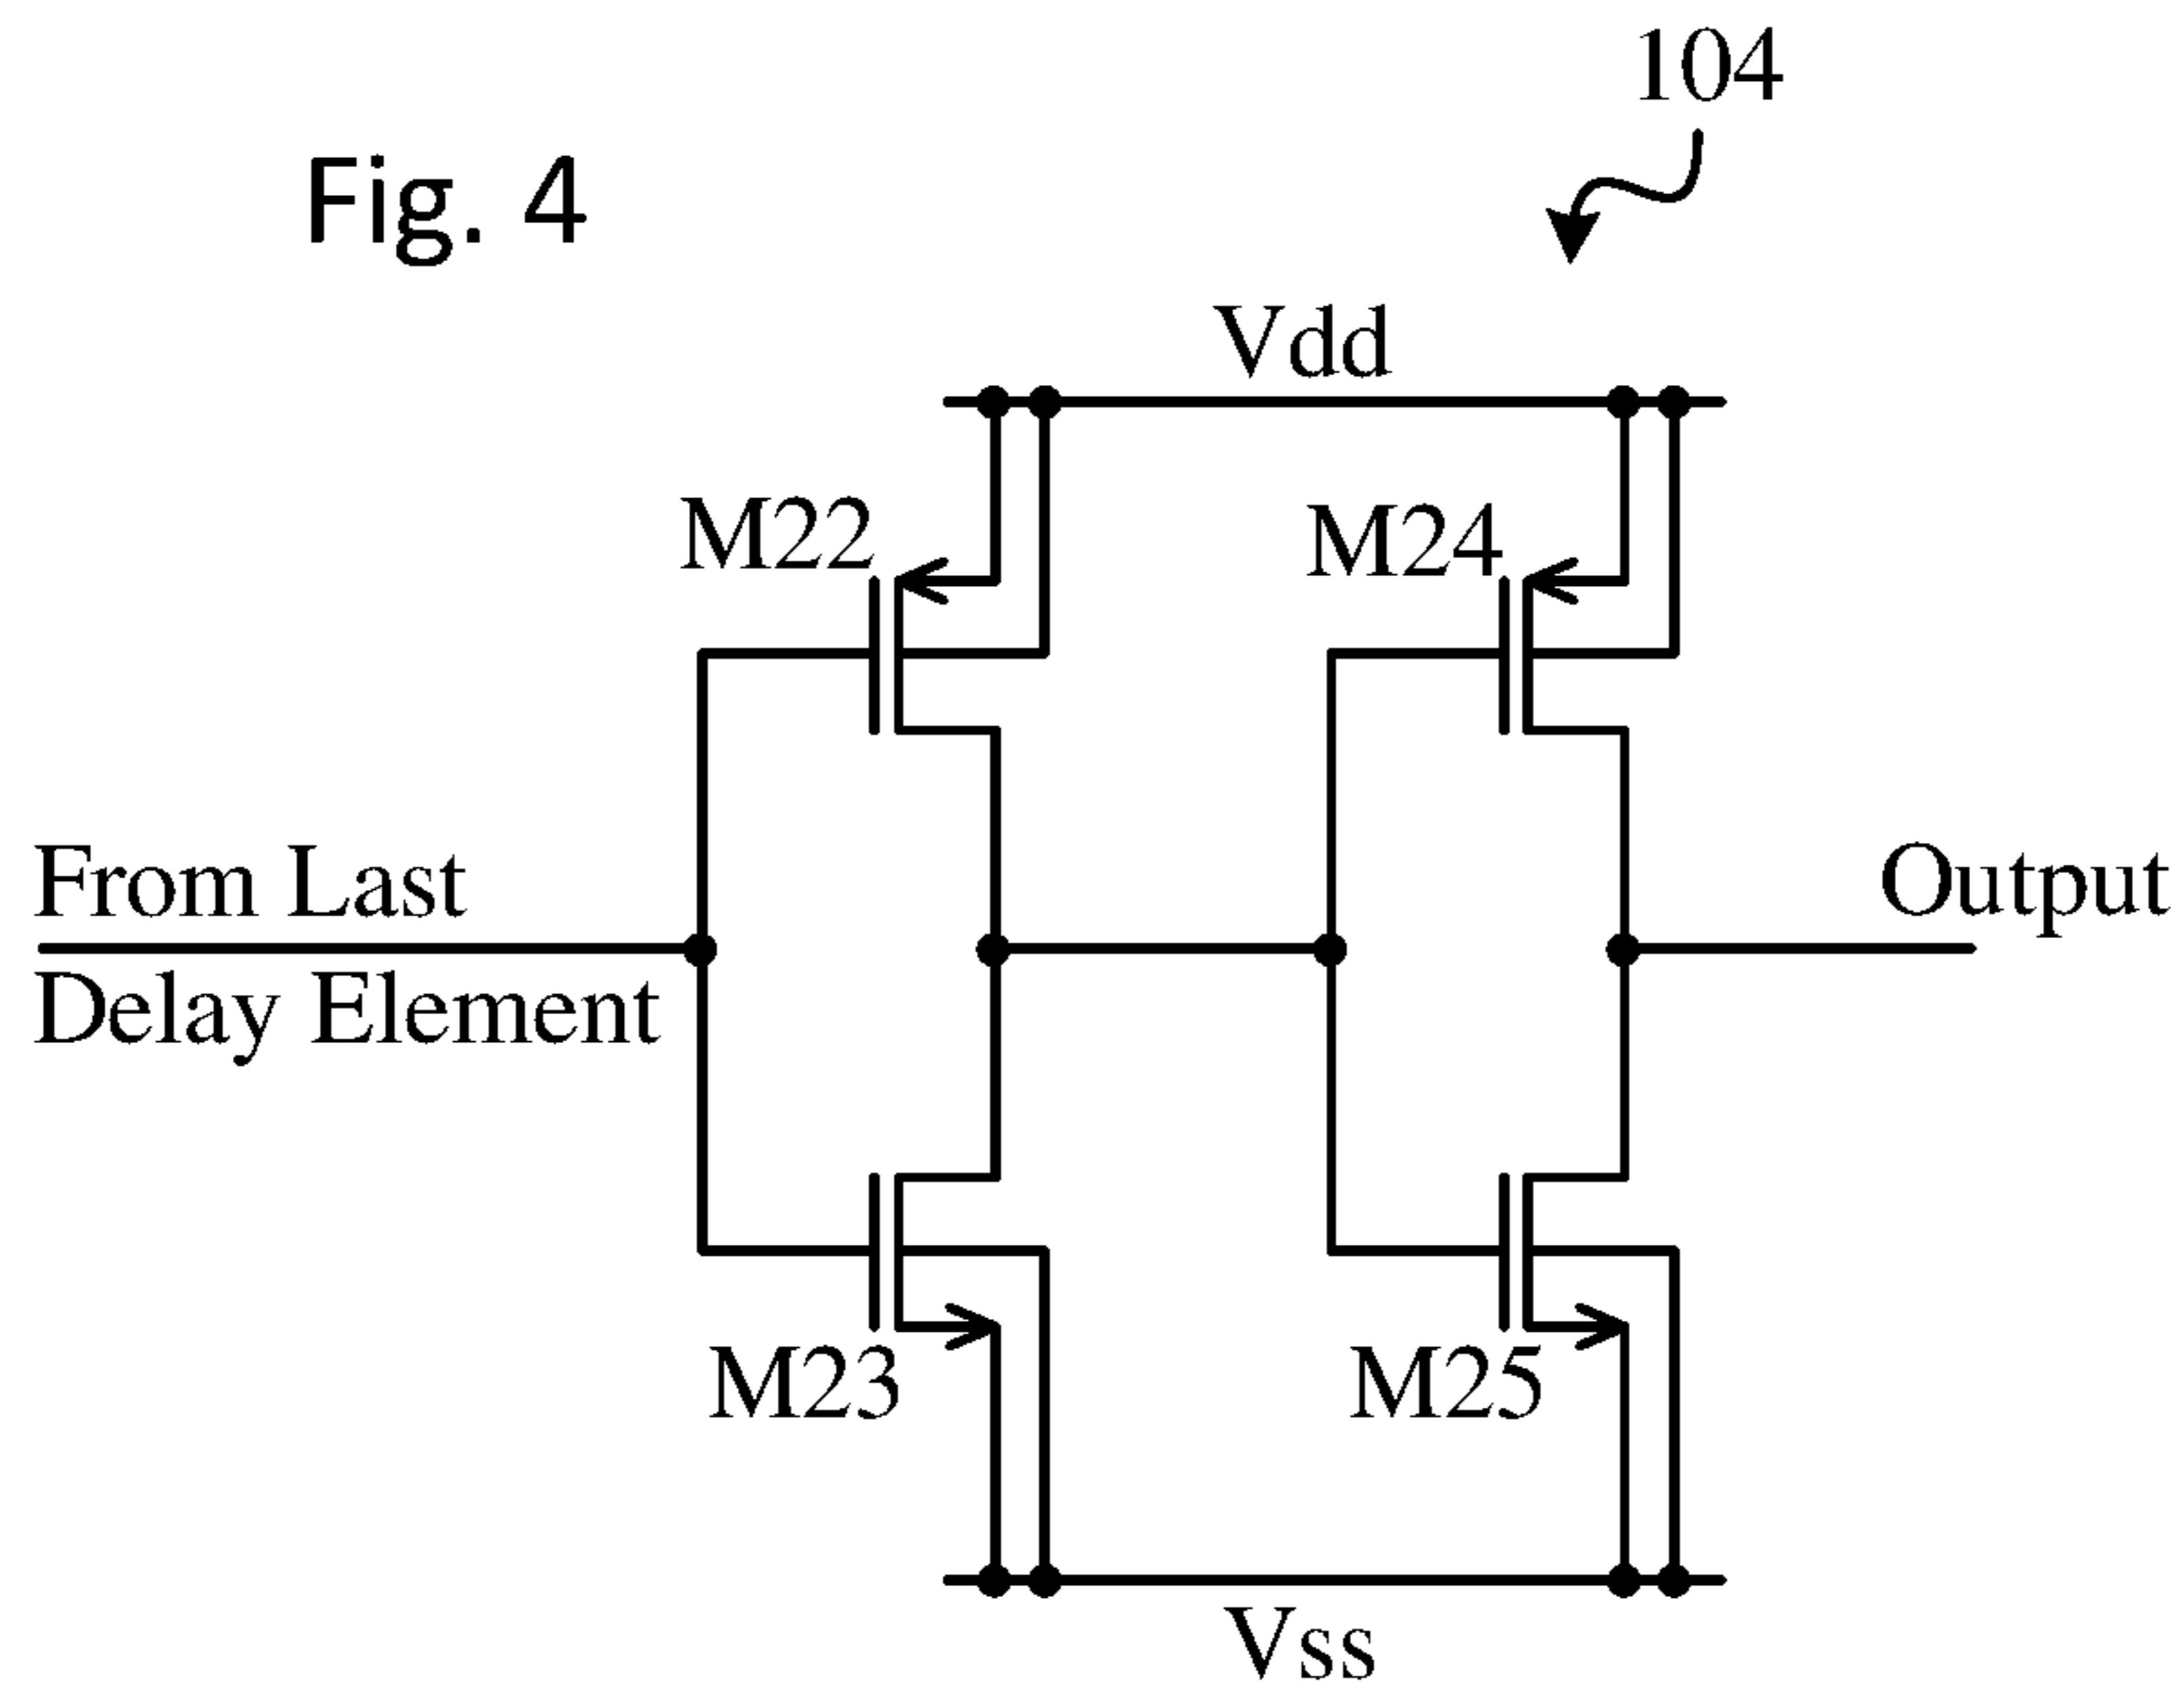 104
Fig. 4
Vdd
M22
M24
From Last
Delay Element
Output
M23
M25
Vss